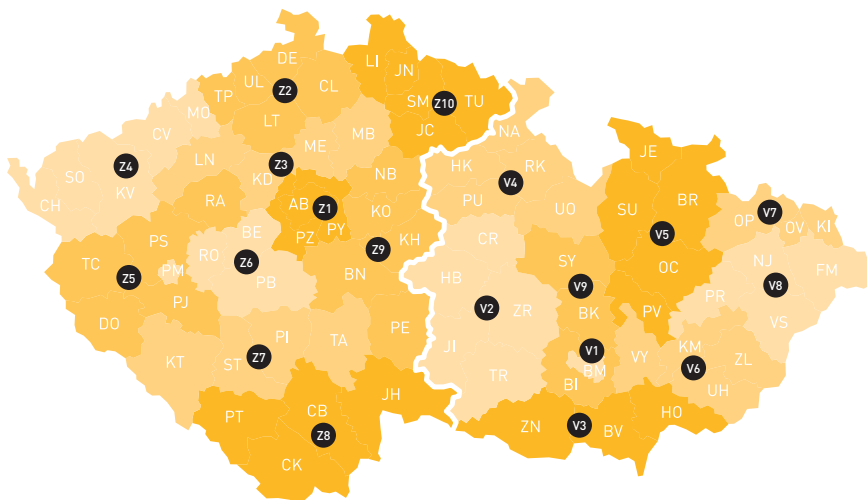 DE
LI
JN
UL
Z2
CL
TP
SM
Z10
TU
MO
LT
JC
CV
ME
MB
NA
SO
Z4
LN
KD
Z3
HK
RK
JE
KV
NB
V4
CH
RA
AB
Z1
KO
PU
UO
SU
BR
PY
OP
V7
OV
KI
PS
BE
PZ
KH
CR
V5
TC
PM
RO
Z6
Z9
SY
OC
NJ
FM
Z5
PB
BN
HB
V9
V8
PJ
V2
ZR
BK
PV
PR
DO
PI
TA
PE
VS
KT
Z7
JI
V1
VY
KM
ZL
ST
TR
BM
V6
BI
UH
JH
PT
CB
HO
Z8
ZN
V3
BV
CK